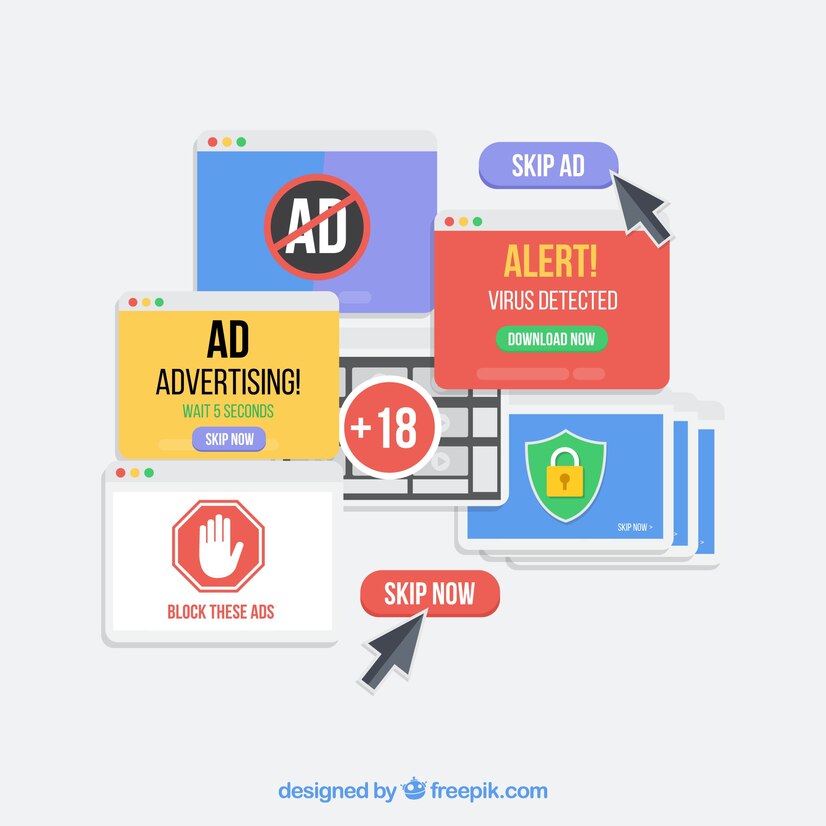 AD
SKIP AD
ALERT!
VIRUS DETECTED
DOWNLOAD NOW
AD
ADVERTISING!
WAIT 5 SECONDS
SKIP NOW
+18
SKIP NOW >
>
>
BLOCK THESE ADS
SKIP NOW
designed by freepik.com